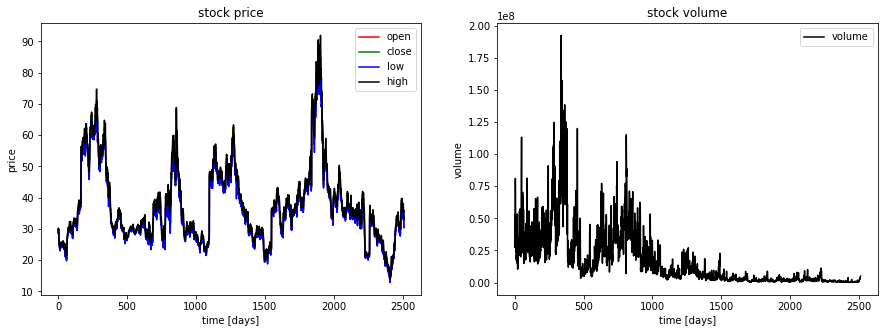 stock price
open
close
low
high
90
80
70
60
50
40
30
20
10
price
0
500
1000
1500
2000
2500
time [days]
stock volume
1e8
volume
2.00
1.75
1.50
1.25
1.00
0.75
0.50
0.25
0.00
volume
0
500
1000
1500
2000
2500
time [days]